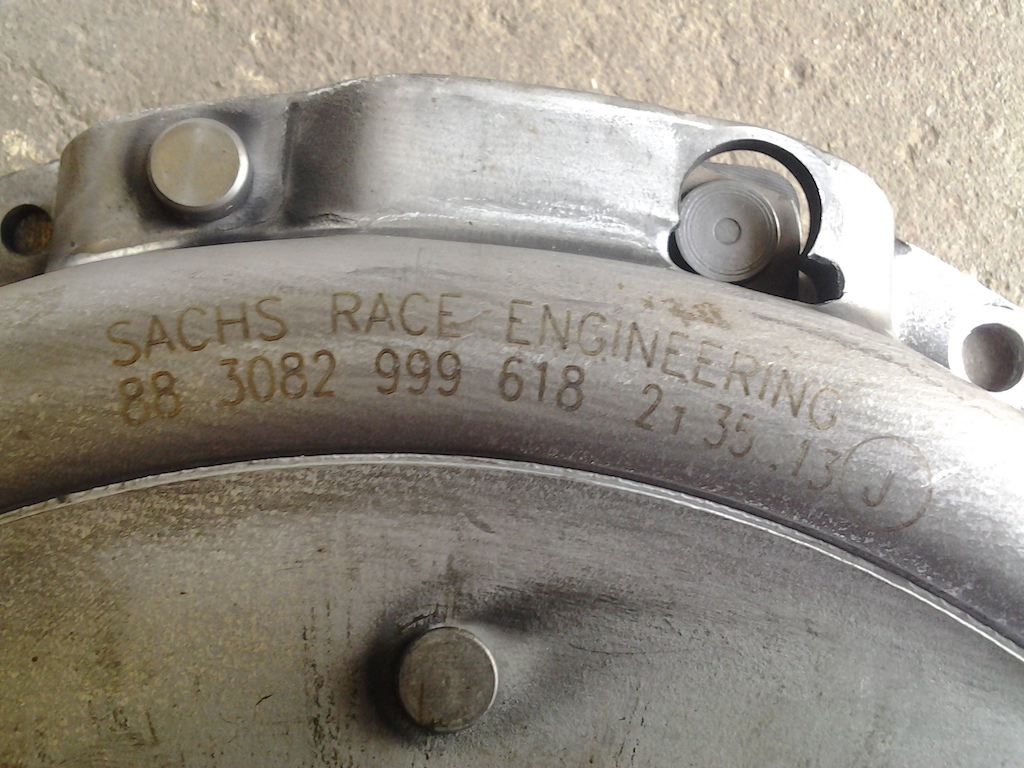 SACHS RACE ENGINEERING
88 3082 999 618 21 35.13 J